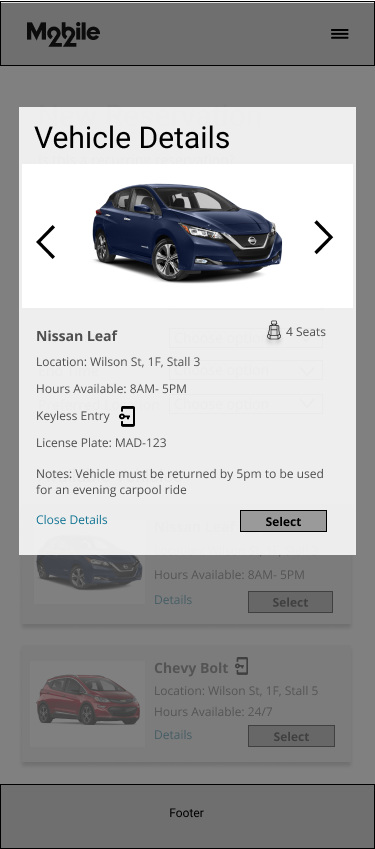 Mo22bile
Vehicle Details
Nissan Leaf
4 Seats
Location: Wilson St, 1F, Stall 3
Hours Available: 8AM- 5PM
Keyless Entry
License Plate: MAD-123
Notes: Vehicle must be returned by 5pm to be used
for an evening carpool ride
Close Details
Select
Hours Available: 8AM- 5PM
Details
Select
Chevy Bolt
Location: Wilson St, 1F, Stall 5
Hours Available: 24/7
Details
Select
Footer